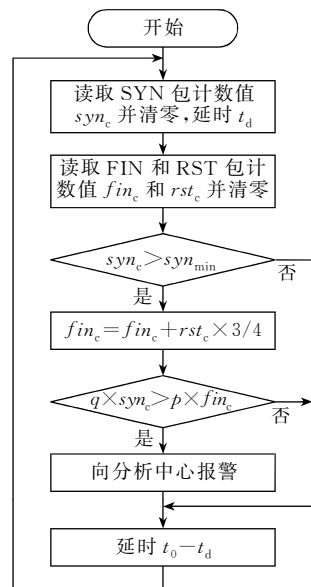 开始
读取 SYN 包计数值
syn_c 并清零,延时 t_d
读取 FIN 和 RST 包计
数值 fin_c 和 rst_c 并清零
syn_c>syn_min
否
是
fin_c=fin_c+rst_c×3/4
q×syn_c>p×fin_c
否
是
向分析中心报警
延时 t_0−t_d